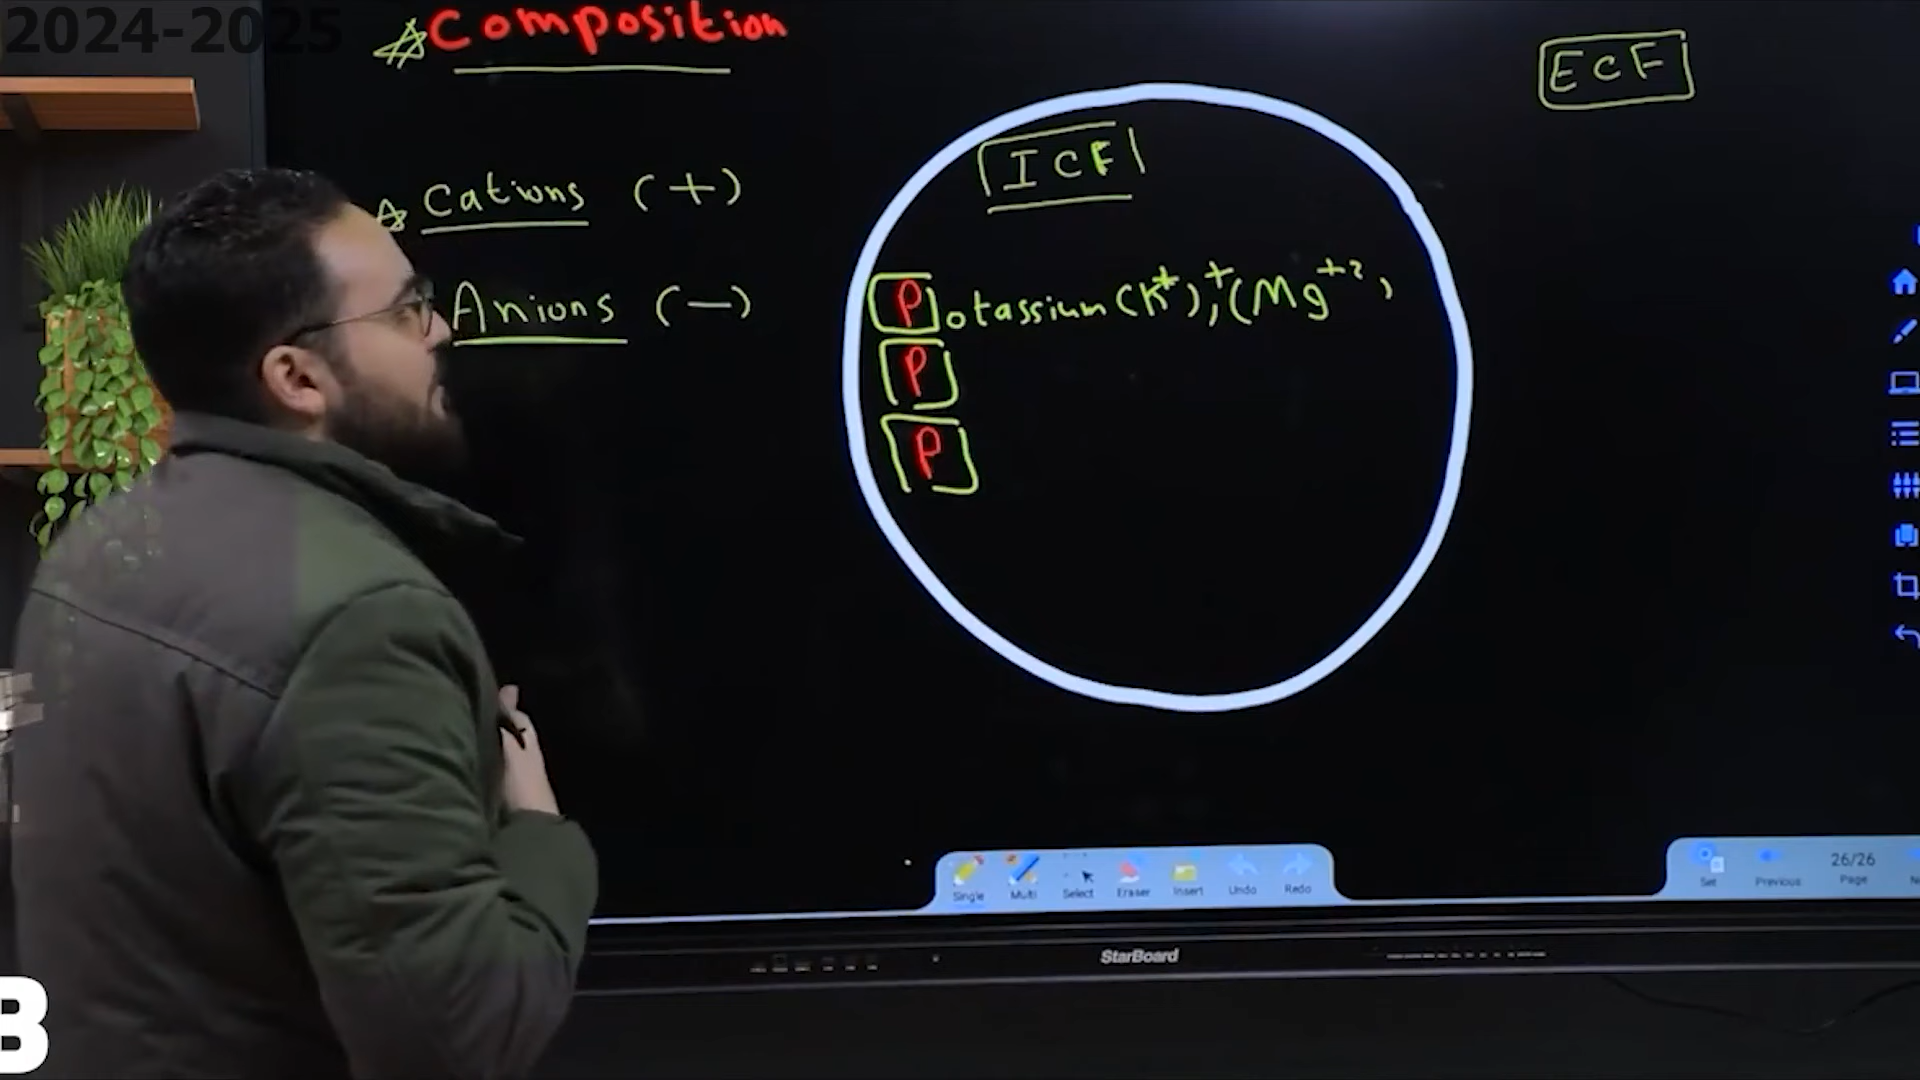 2024-2025
Composition
ECF
ICF
Cations (+)
Anions (-)
Potassium (K+), + (Mg+2,
P
P
Single Multi Select Eraser Insert Undo Redo
Set Previous 26/26 Page
StarBoard
B